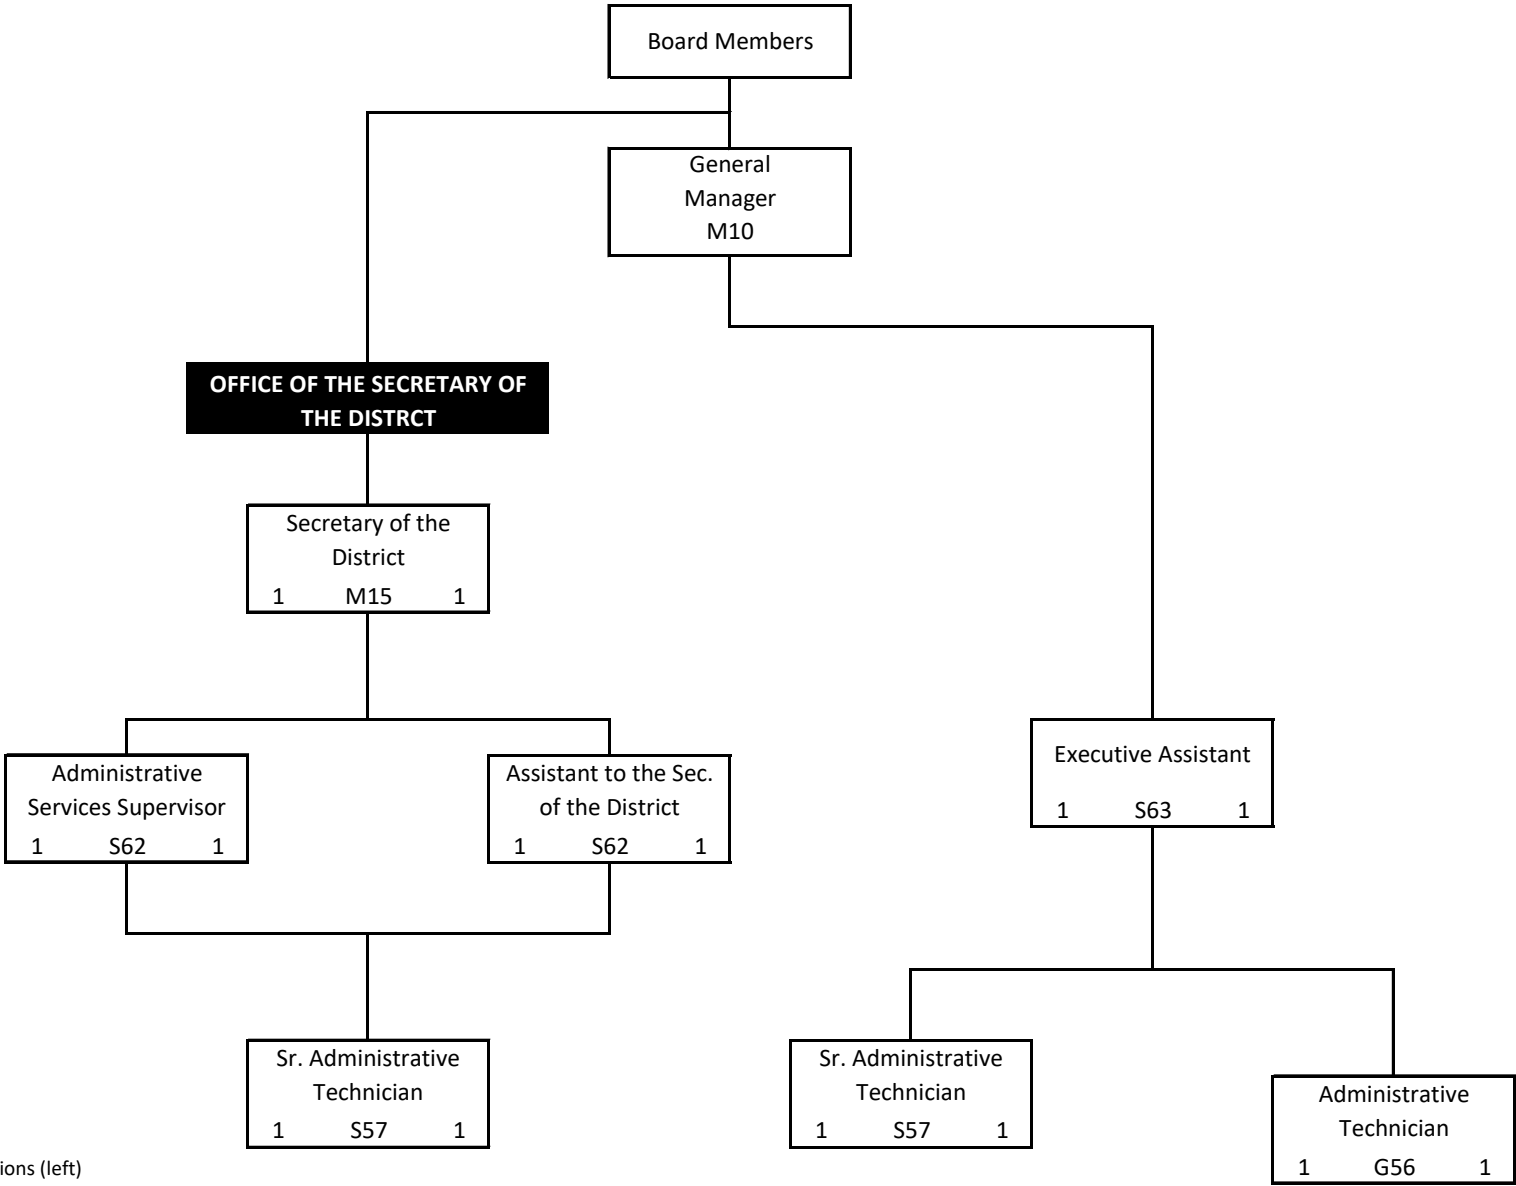 Board Members
General
Manager
M10
OFFICE OF THE SECRETARY OF
THE DISTRCT
Secretary of the
District
1 M15 1
Administrative
Services Supervisor
1 S62 1
Assistant to the Sec.
of the District
1 S62 1
Executive Assistant
1 S63 1
Sr. Administrative
Technician
1 S57 1
Sr. Administrative
Technician
1 S57 1
Administrative
Technician
1 G56 1
ions (left)